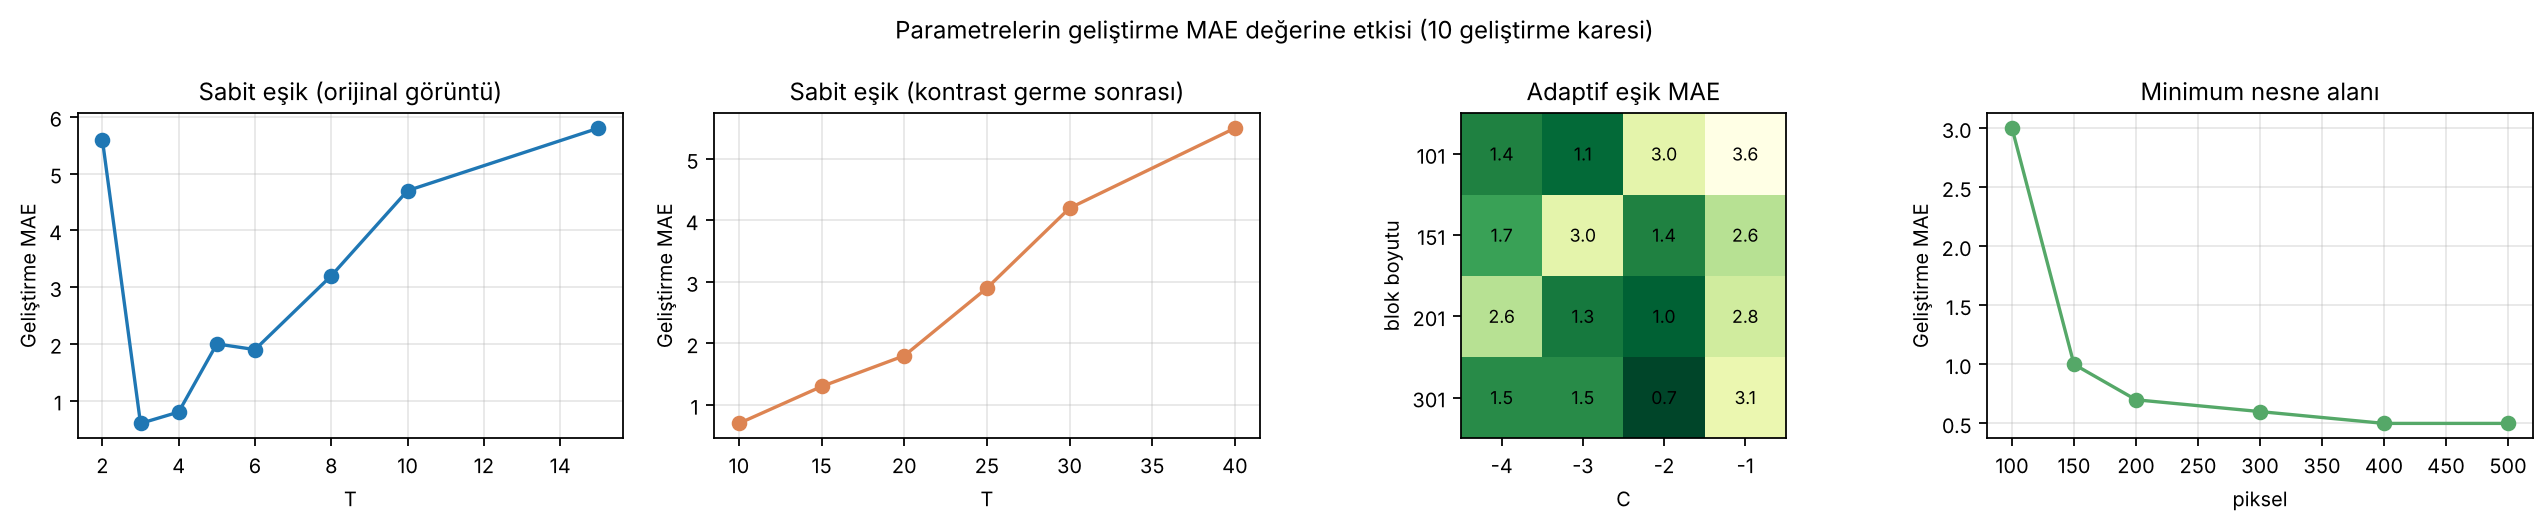 Parametrelerin geliştirme MAE değerine etkisi (10 geliştirme karesi)
Sabit eşik (orijinal görüntü)
Geliştirme MAE
6
5
4
3
2
1
2 4 6 8 10 12 14
T
Sabit eşik (kontrast germe sonrası)
Geliştirme MAE
5
4
3
2
1
10 15 20 25 30 35 40
T
Adaptif eşik MAE
blok boyutu
101 1.4 1.1 3.0 3.6
151 1.7 3.0 1.4 2.6
201 2.6 1.3 1.0 2.8
301 1.5 1.5 0.7 3.1
-4 -3 -2 -1
C
Minimum nesne alanı
Geliştirme MAE
3.0
2.5
2.0
1.5
1.0
0.5
100 150 200 250 300 350 400 450 500
piksel